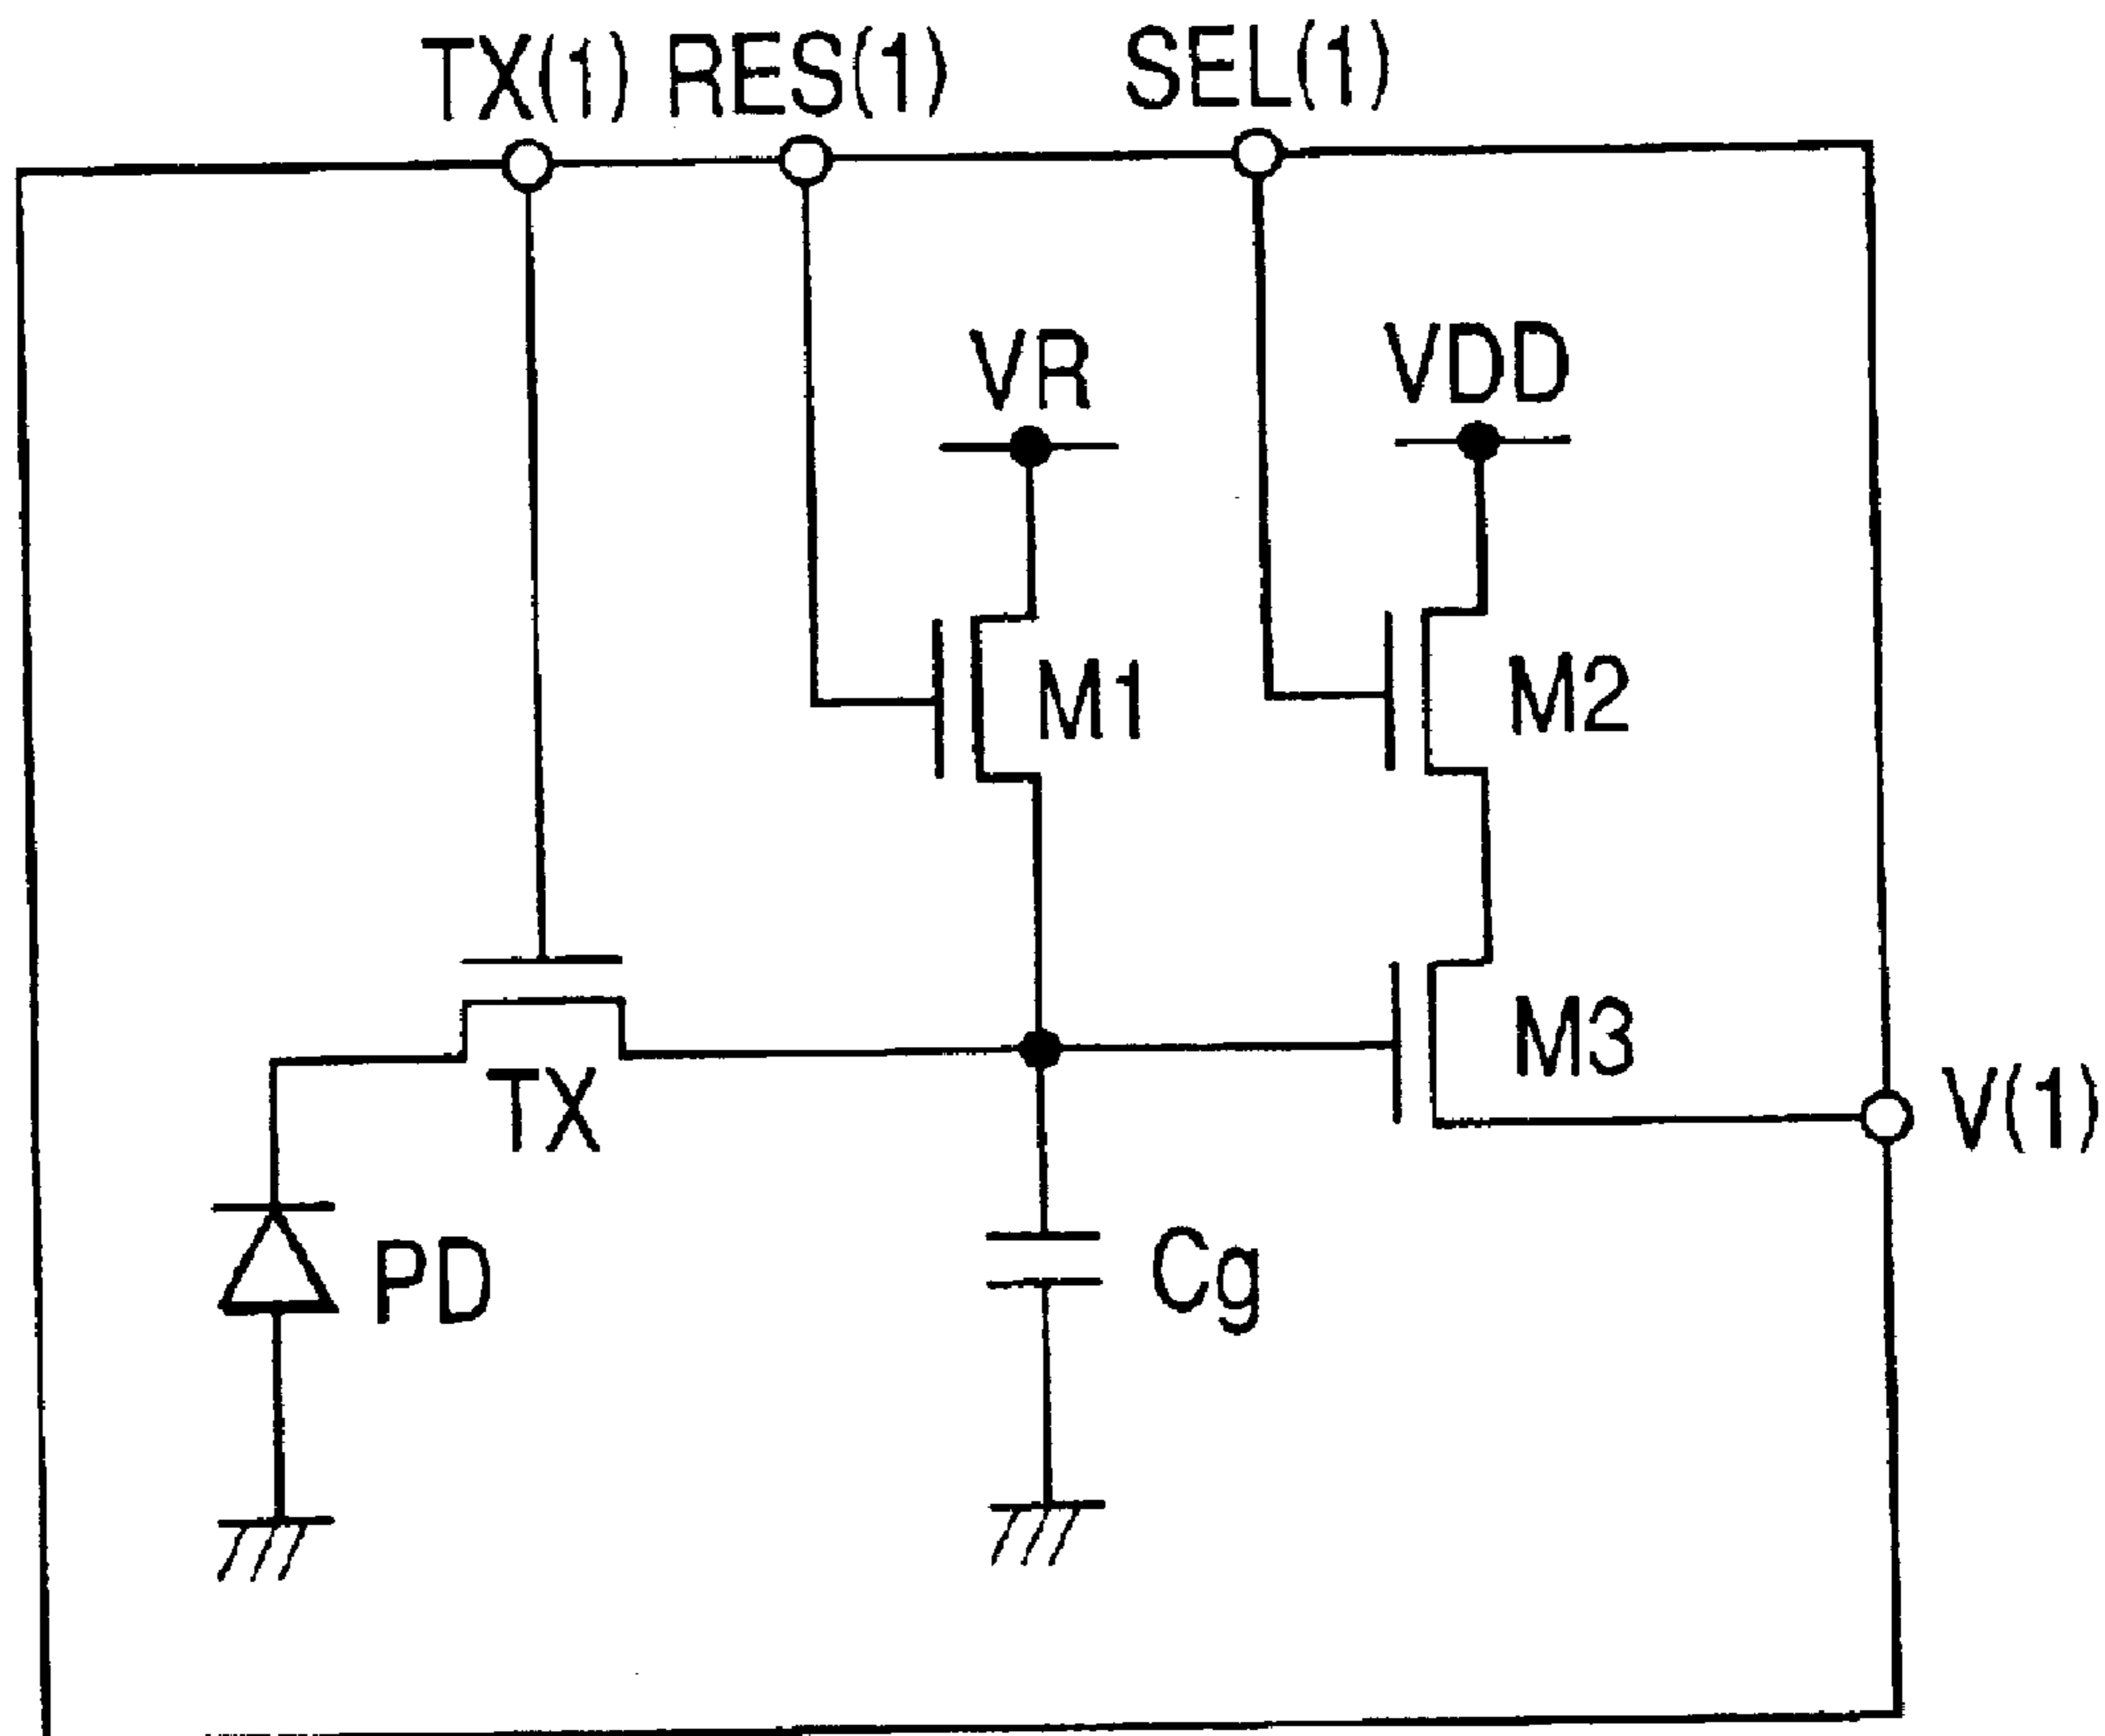 TX(1) RES(1) SEL(1)
VR VDD
M1 M2
M3
TX V(1)
PD Cg